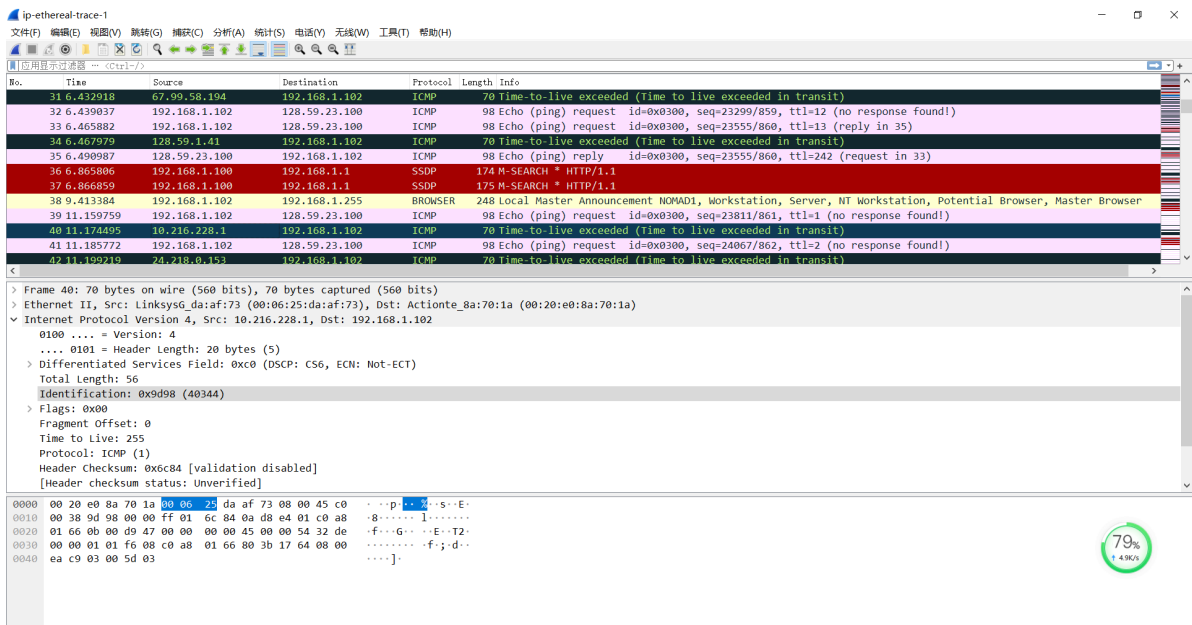 ip-ethereal-trace-1
文件(F) 编辑(E) 视图(V) 跳转(G) 捕获(C) 分析(A) 统计(S) 电话(Y) 无线(W) 工具(T) 帮助(H)
应用显示过滤器 … <Ctrl-/>
No. Time Source Destination Protocol Length Info
31 6.432918 67.99.58.194 192.168.1.102 ICMP 70 Time-to-live exceeded (Time to live exceeded in transit)
32 6.439037 192.168.1.102 128.59.23.100 ICMP 98 Echo (ping) request id=0x0300, seq=23299/859, ttl=12 (no response found!)
33 6.465882 192.168.1.102 128.59.23.100 ICMP 98 Echo (ping) request id=0x0300, seq=23555/860, ttl=13 (reply in 35)
34 6.467979 128.59.1.41 192.168.1.102 ICMP 70 Time-to-live exceeded (Time to live exceeded in transit)
35 6.490987 128.59.23.100 192.168.1.102 ICMP 98 Echo (ping) reply id=0x0300, seq=23555/860, ttl=242 (request in 33)
36 6.865806 192.168.1.100 192.168.1.1 SSDP 174 M-SEARCH * HTTP/1.1
37 6.866859 192.168.1.100 192.168.1.1 SSDP 175 M-SEARCH * HTTP/1.1
38 9.413384 192.168.1.102 192.168.1.255 BROWSER 248 Local Master Announcement NOMAD1, Workstation, Server, NT Workstation, Potential Browser, Master Browser
39 11.159759 192.168.1.102 128.59.23.100 ICMP 98 Echo (ping) request id=0x0300, seq=23811/861, ttl=1 (no response found!)
40 11.174495 10.216.228.1 192.168.1.102 ICMP 70 Time-to-live exceeded (Time to live exceeded in transit)
41 11.185772 192.168.1.102 128.59.23.100 ICMP 98 Echo (ping) request id=0x0300, seq=24067/862, ttl=2 (no response found!)
42 11.199219 24.218.0.153 192.168.1.102 ICMP 70 Time-to-live exceeded (Time to live exceeded in transit)
Frame 40: 70 bytes on wire (560 bits), 70 bytes captured (560 bits)
Ethernet II, Src: LinksysG_da:af:73 (00:06:25:da:af:73), Dst: Actionte_8a:70:1a (00:20:e0:8a:70:1a)
Internet Protocol Version 4, Src: 10.216.228.1, Dst: 192.168.1.102
0100 .... = Version: 4
.... 0101 = Header Length: 20 bytes (5)
Differentiated Services Field: 0xc0 (DSCP: CS6, ECN: Not-ECT)
Total Length: 56
Identification: 0x9d98 (40344)
Flags: 0x00
Fragment Offset: 0
Time to Live: 255
Protocol: ICMP (1)
Header Checksum: 0x6c84 [validation disabled]
[Header checksum status: Unverified]
0000 00 20 e0 8a 70 1a 00 06 25 da af 73 08 00 45 c0 · ··p·· %··s··E·
0010 00 38 9d 98 00 00 ff 01 6c 84 0a d8 e4 01 c0 a8 ·8······ l·······
0020 01 66 0b 00 d9 47 00 00 00 00 45 00 00 54 32 de ·f···G·· ··E··T2·
0030 00 00 01 01 f6 08 c0 a8 01 66 80 3b 17 64 08 00 ········ ·f·;·d··
0040 ea c9 03 00 5d 03 ····]·
79%
↑ 4.9K/s